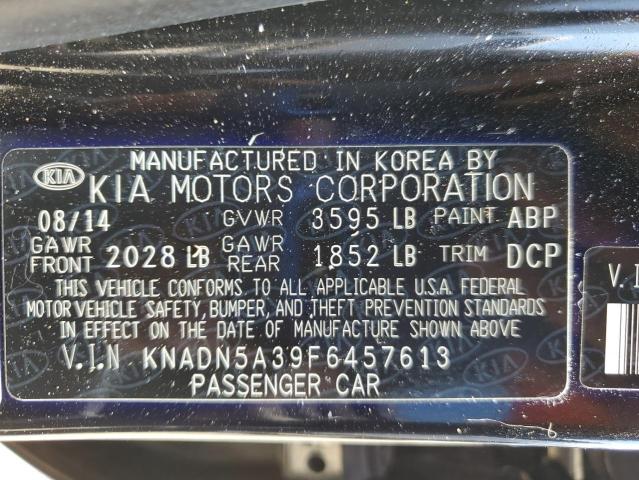 MANUFACTURED IN KOREA BY
KIA KIA MOTORS CORPORATION
08/14 GVWR 3595 LB PAINT ABP
GAWR FRONT 2028 LB GAWR REAR 1852 LB TRIM DCP
THIS VEHICLE CONFORMS TO ALL APPLICABLE U.S.A. FEDERAL
MOTOR VEHICLE SAFETY, BUMPER, AND THEFT PREVENTION STANDARDS
IN EFFECT ON THE DATE OF MANUFACTURE SHOWN ABOVE
V.I.N KNADN5A39F6457613
PASSENGER CAR